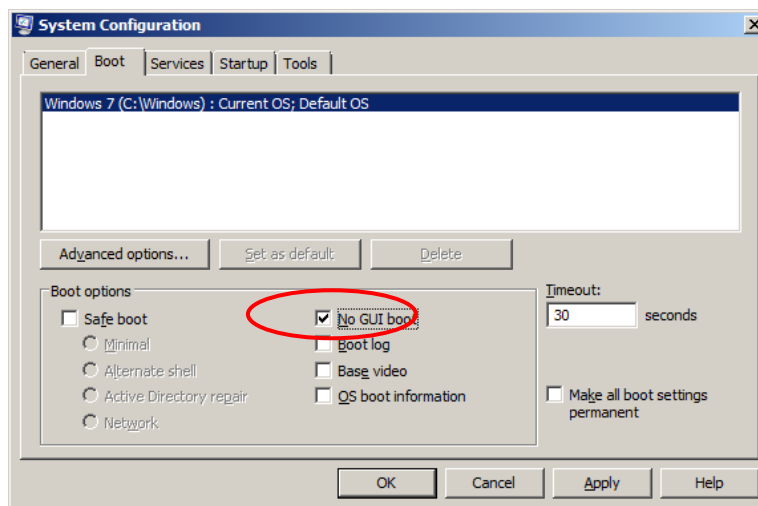 System Configuration
General Boot Services Startup Tools
Windows 7 (C:\Windows) : Current OS; Default OS
Advanced options... Set as default Delete
Boot options
Timeout:
Safe boot
No GUI boot
30 seconds
Minimal
Boot log
Alternate shell
Base video
Active Directory repair
OS boot information
Make all boot settings
permanent
Network
OK Cancel Apply Help